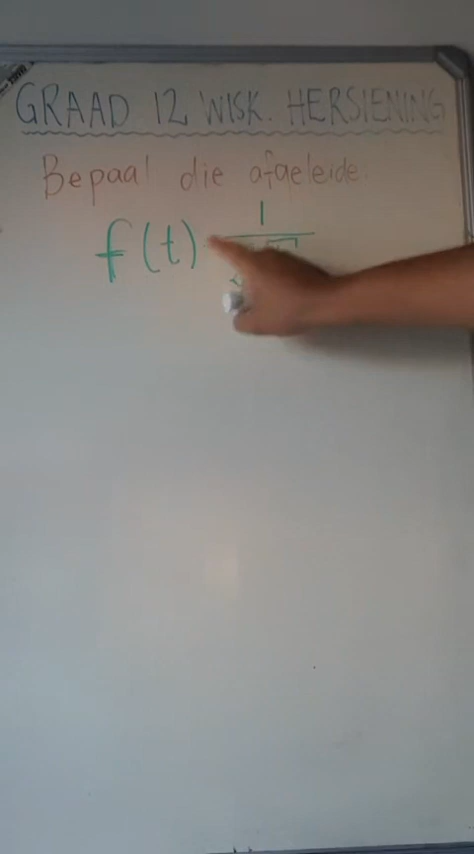 GRAAD 12 WISK. HERSIENING
Bepaal die afgeleide.
f(t)
1